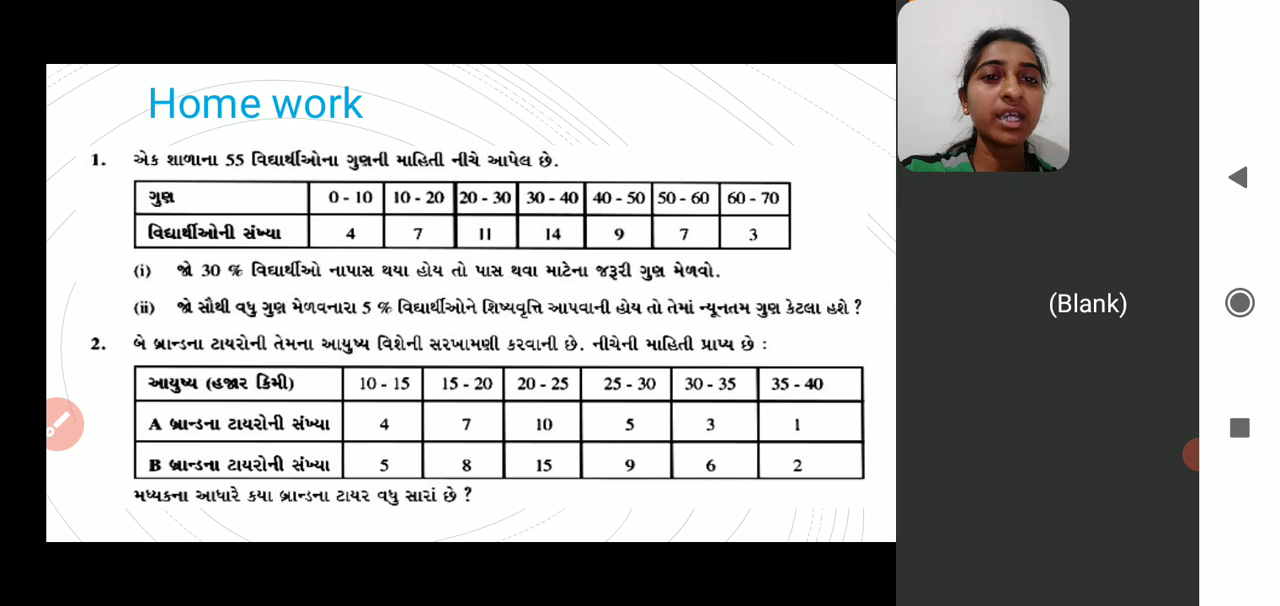 Home work
1. એક શાળાના 55 વિદ્યાર્થીઓના ગુણની માહિતી નીચે આપેલ છે.
ગુણ 0 - 10 10 - 20 20 - 30 30 - 40 40 - 50 50 - 60 60 - 70
વિદ્યાર્થીઓની સંખ્યા 4 7 11 14 9 7 3
(i) જો 30 % વિદ્યાર્થીઓ નાપાસ થયા હોય તો પાસ થવા માટેના જરૂરી ગુણ મેળવો.
(ii) જો સૌથી વધુ ગુણ મેળવનારા 5 % વિદ્યાર્થીઓને શિષ્યવૃત્તિ આપવાની હોય તો તેમાં ન્યૂનતમ ગુણ કેટલા હશે ?
2. બે બ્રાન્ડના ટાયરોની તેમના આયુષ્ય વિશેની સરખામણી કરવાની છે. નીચેની માહિતી પ્રાપ્ય છે :
આયુષ્ય (હજાર કિમી) 10 - 15 15 - 20 20 - 25 25 - 30 30 - 35 35 - 40
A બ્રાન્ડના ટાયરોની સંખ્યા 4 7 10 5 3 1
B બ્રાન્ડના ટાયરોની સંખ્યા 5 8 15 9 6 2
મધ્યકના આધારે કયા બ્રાન્ડના ટાયર વધુ સારાં છે ?
(Blank)